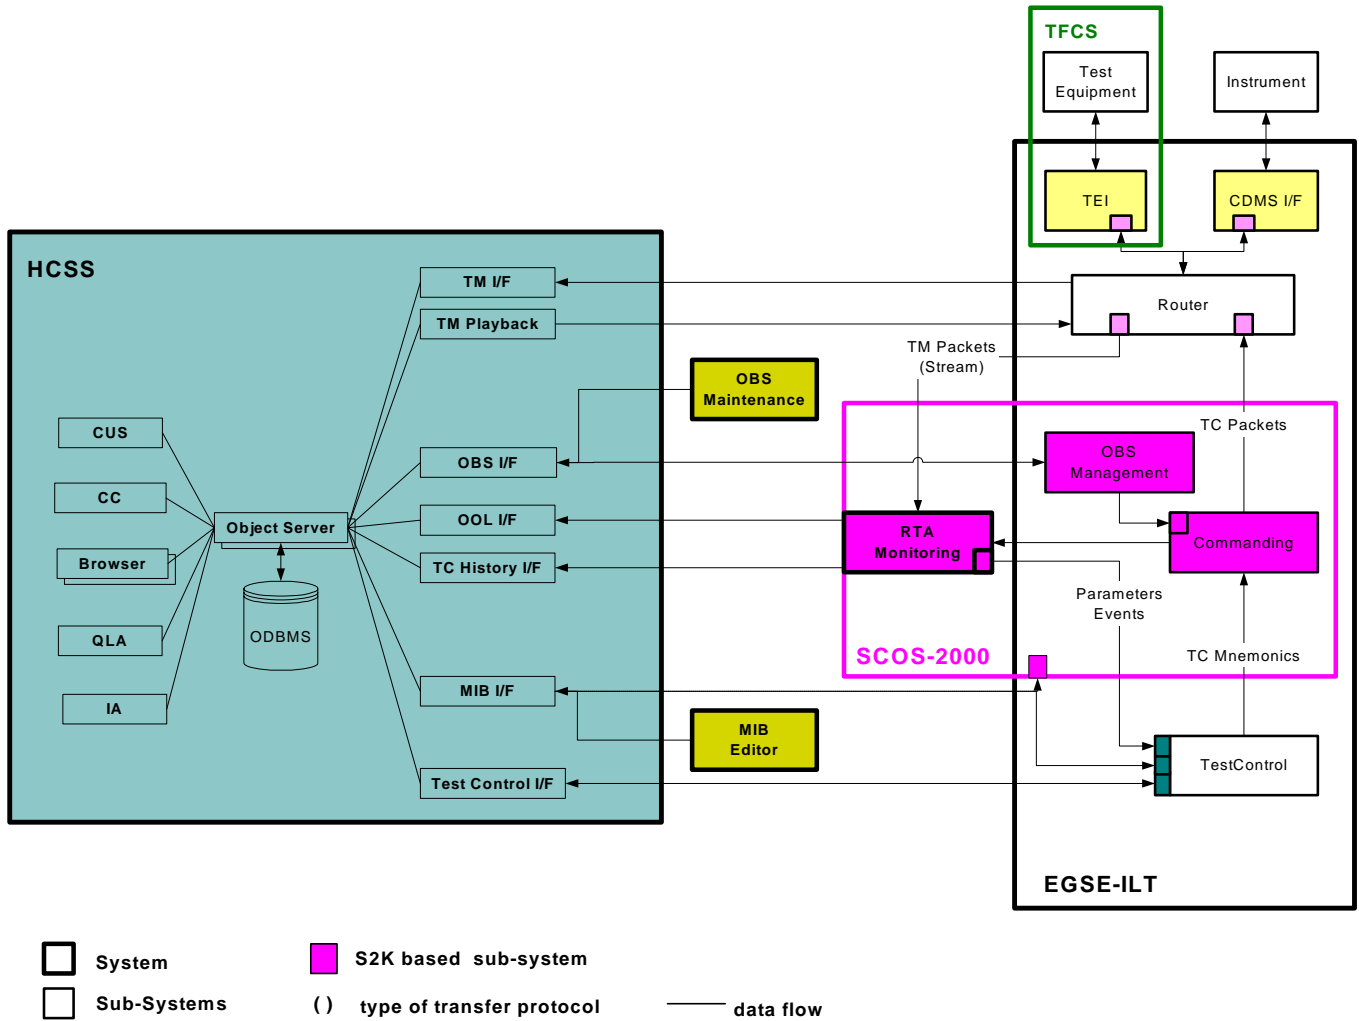 TFCS
Test
Equipment
Instrument
TEI
CDMS I/F
HCSS
TM I/F
Router
TM Playback
TM Packets
(Stream)
OBS
Maintenance
TC Packets
CUS
OBS I/F
OBS
Management
CC
Object Server
OOL I/F
RTA
Monitoring
Commanding
Browser
TC History I/F
Parameters
Events
QLA
ODBMS
SCOS-2000
TC Mnemonics
IA
MIB I/F
MIB
Editor
TestControl
Test Control I/F
EGSE-ILT
System
S2K based sub-system
Sub-Systems
( ) type of transfer protocol
data flow